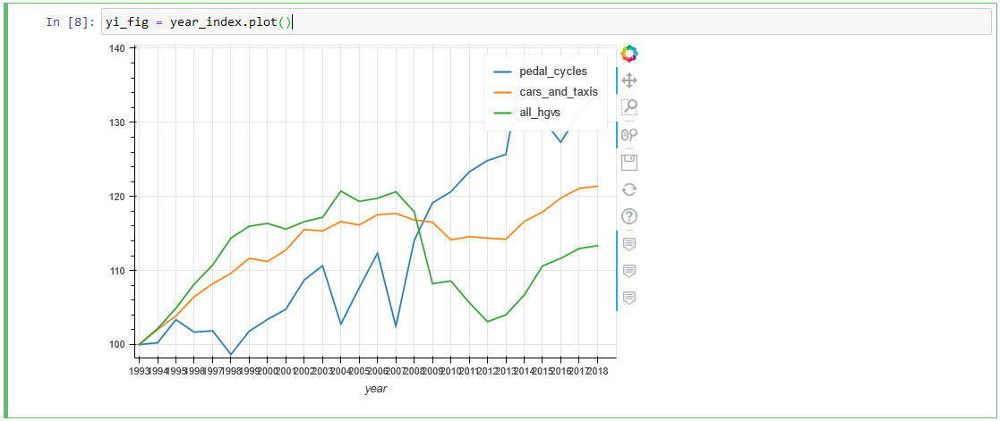 In [8]: yi_fig = year_index.plot()
140
pedal_cycles
cars_and_taxis
130
all_hgvs
120
110
100
1993 1994 1995 1996 1997 1998 1999 2000 2001 2002 2003 2004 2005 2006 2007 2008 2009 2010 2011 2012 2013 2014 2015 2016 2017 2018
year